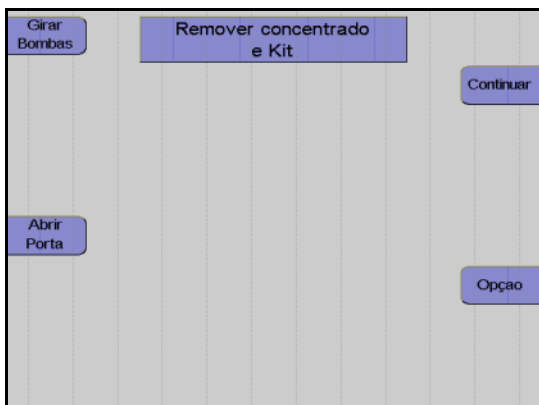 Girar
Bombas
Remover concentrado
e Kit
Continuar
Abrir
Porta
Opçao